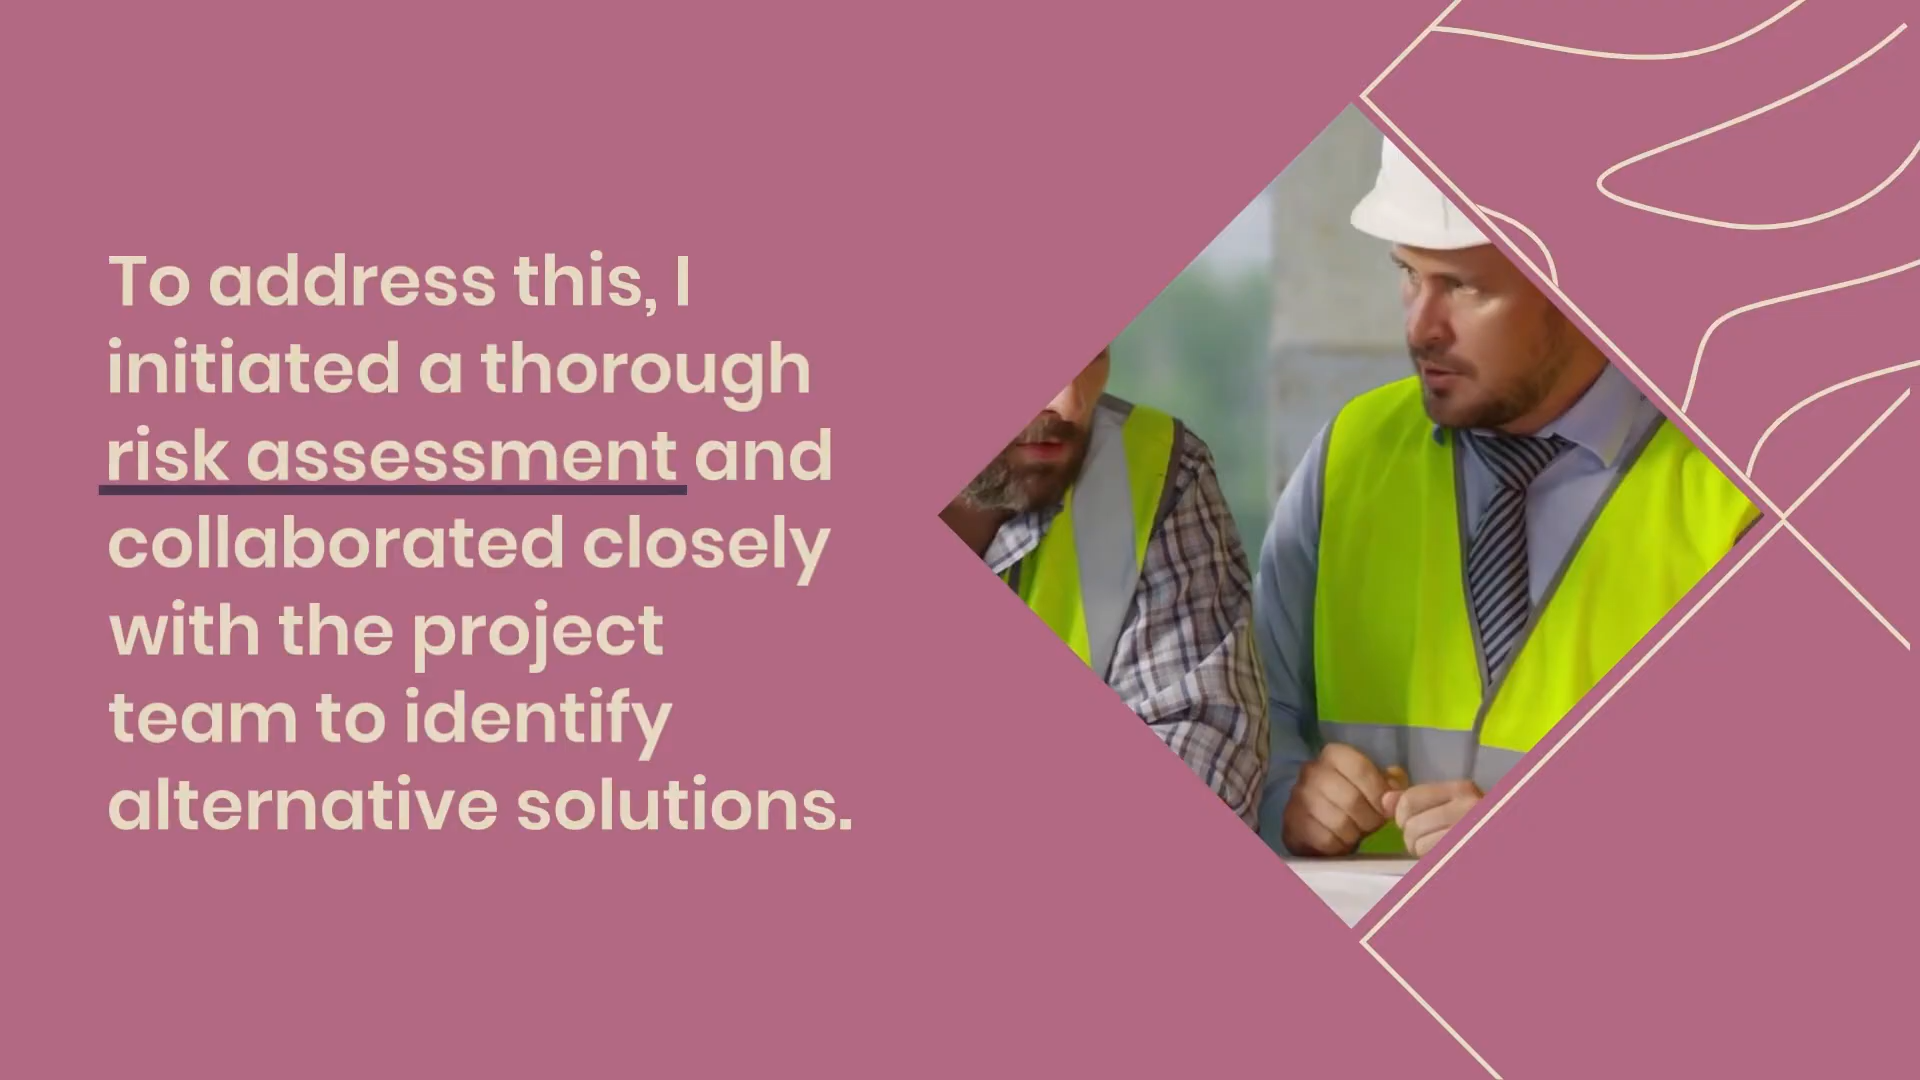 To address this, I
initiated a thorough
risk assessment and
collaborated closely
with the project
team to identify
alternative solutions.